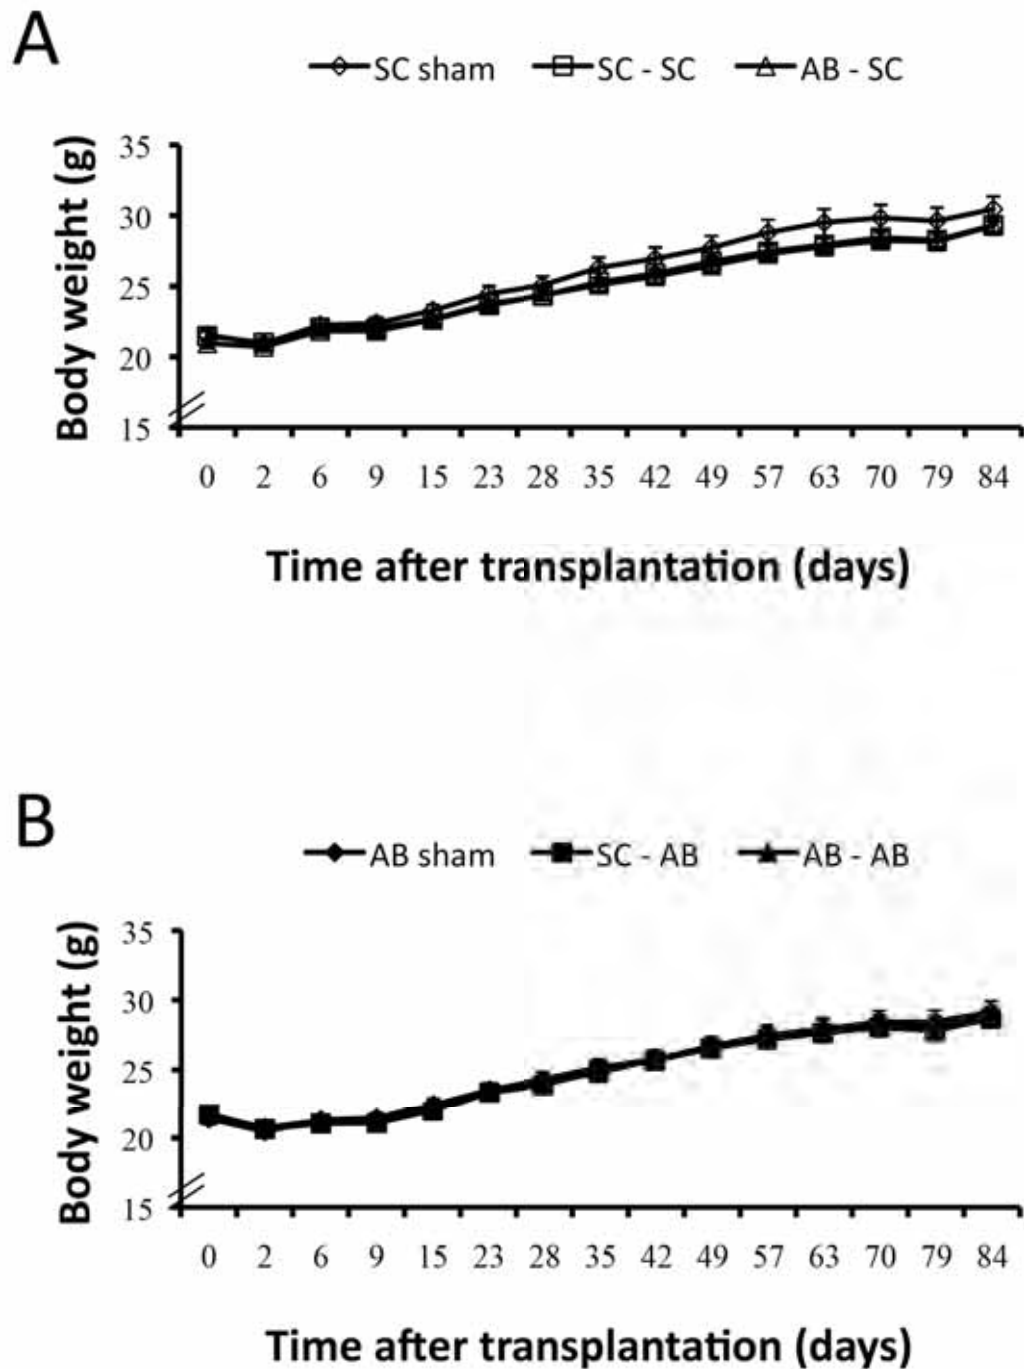 A
SC sham SC - SC AB - SC
Body weight (g)
35
30
25
20
15
0 2 6 9 15 23 28 35 42 49 57 63 70 79 84
Time after transplantation (days)
B
AB sham SC - AB AB - AB
Body weight (g)
35
30
25
20
15
0 2 6 9 15 23 28 35 42 49 57 63 70 79 84
Time after transplantation (days)